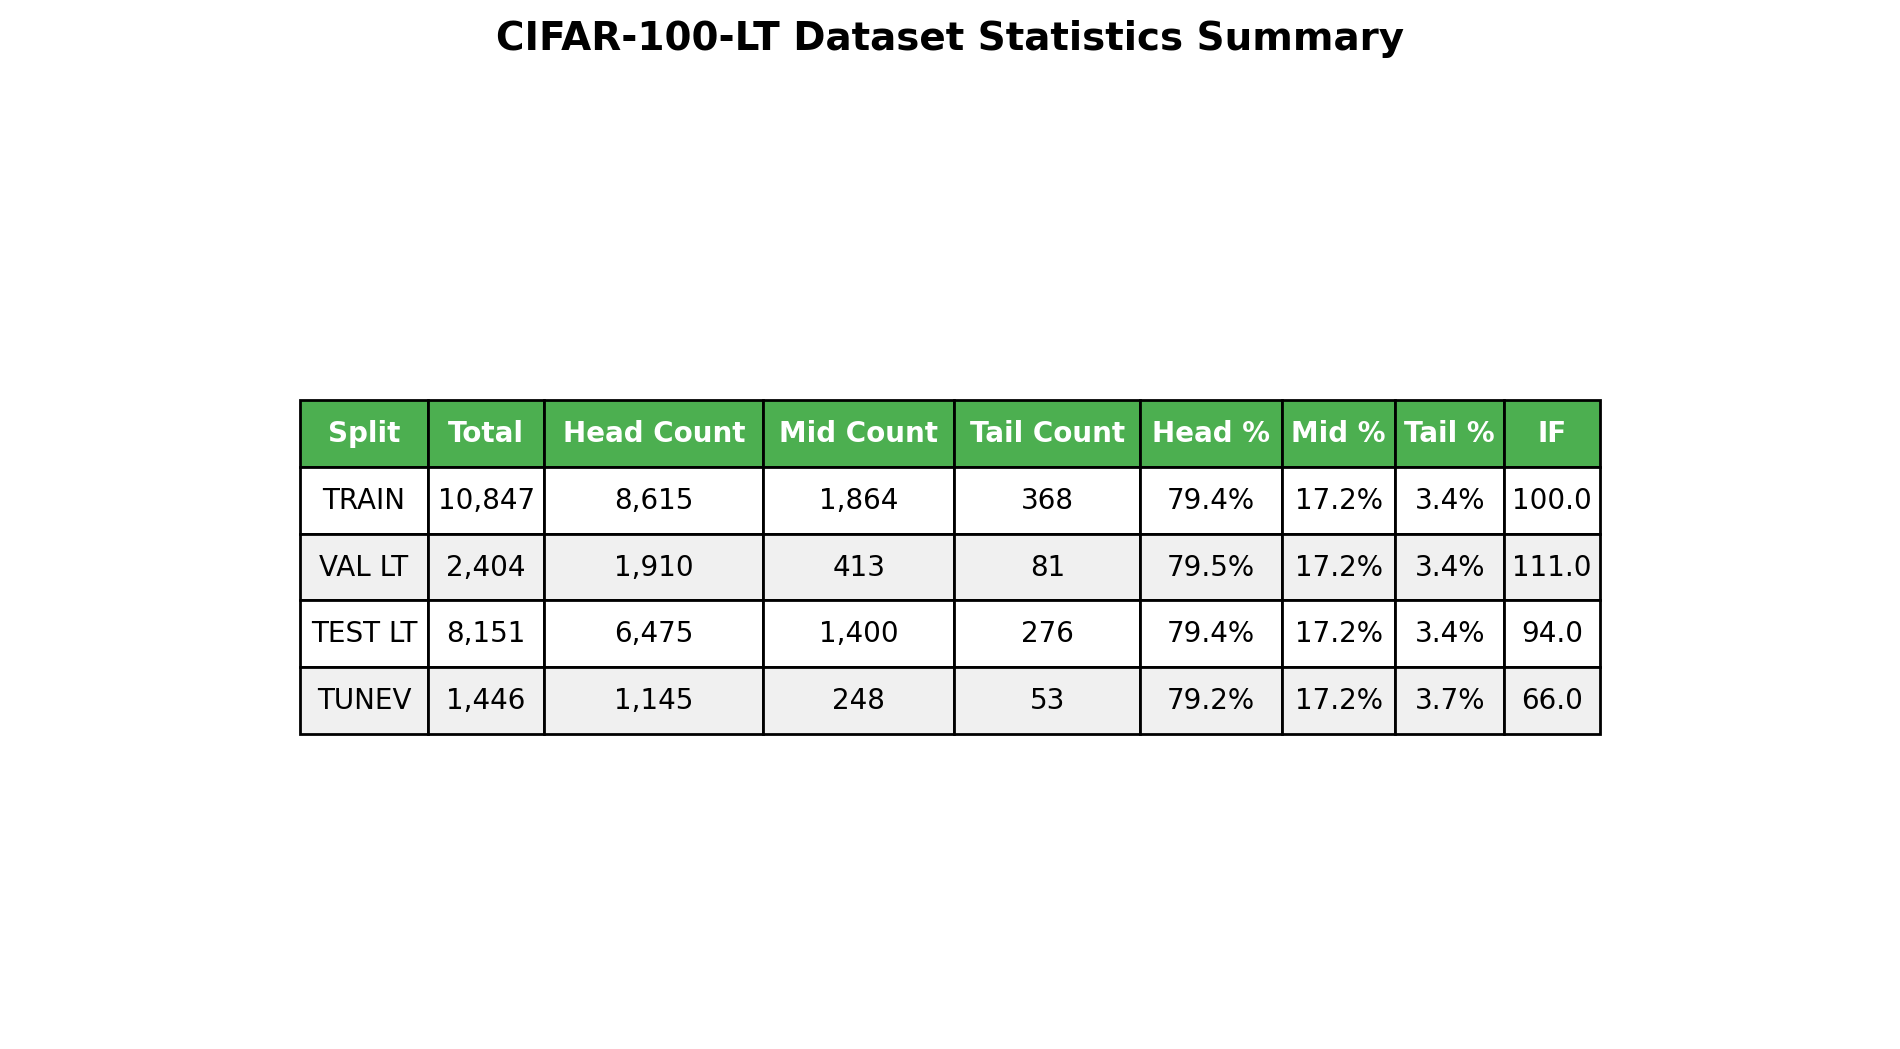 CIFAR-100-LT Dataset Statistics Summary
Split Total Head Count Mid Count Tail Count Head % Mid % Tail % IF
TRAIN 10,847 8,615 1,864 368 79.4% 17.2% 3.4% 100.0
VAL LT 2,404 1,910 413 81 79.5% 17.2% 3.4% 111.0
TEST LT 8,151 6,475 1,400 276 79.4% 17.2% 3.4% 94.0
TUNEV 1,446 1,145 248 53 79.2% 17.2% 3.7% 66.0